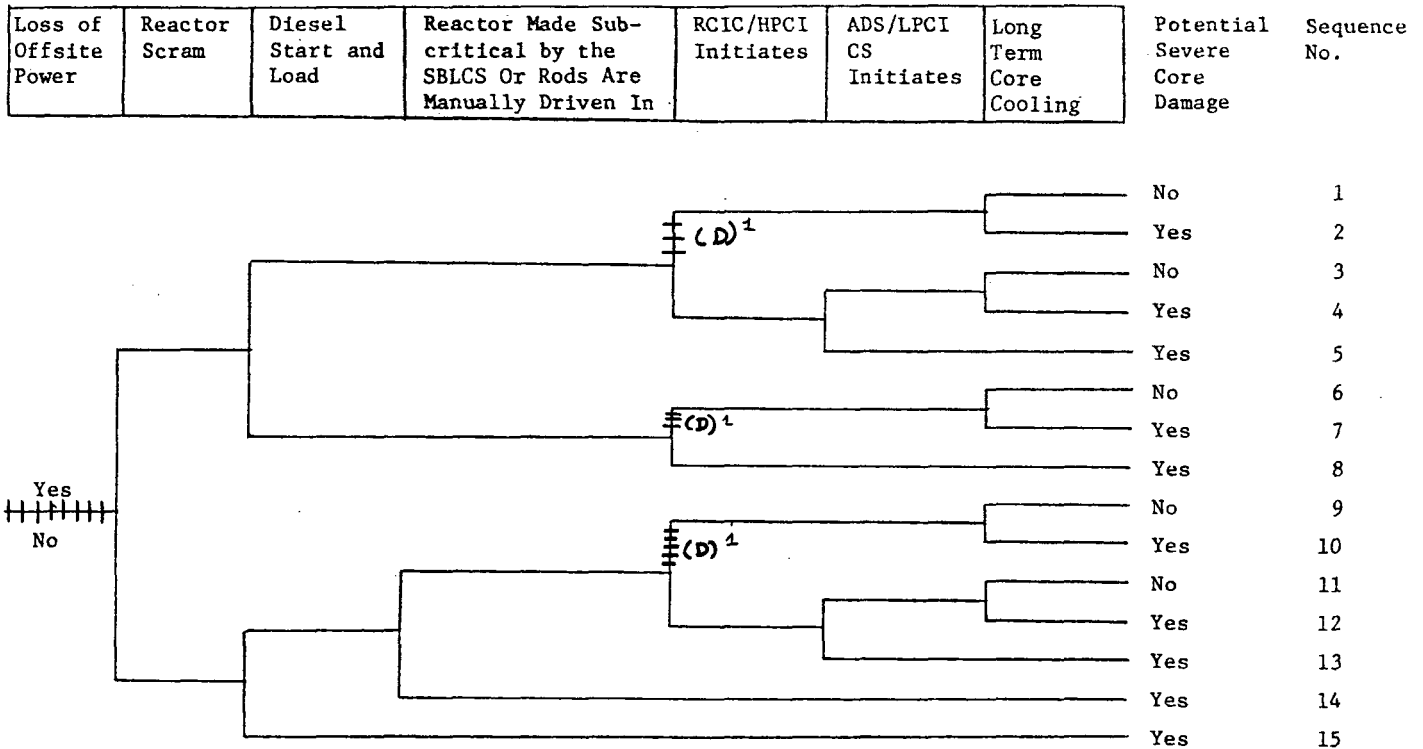 Loss of Offsite Power
Reactor Scram
Diesel Start and Load
Reactor Made Sub-critical by the SBLCS Or Rods Are Manually Driven In
RCIC/HPCI Initiates
ADS/LPCI CS Initiates
Long Term Core Cooling
Potential Severe Core Damage
Sequence No.
No 1
(D)¹
Yes 2
No 3
Yes 4
Yes 5
No 6
(D)¹
Yes 7
Yes 8
Yes
No
No 9
(D)¹
Yes 10
No 11
Yes 12
Yes 13
Yes 14
Yes 15